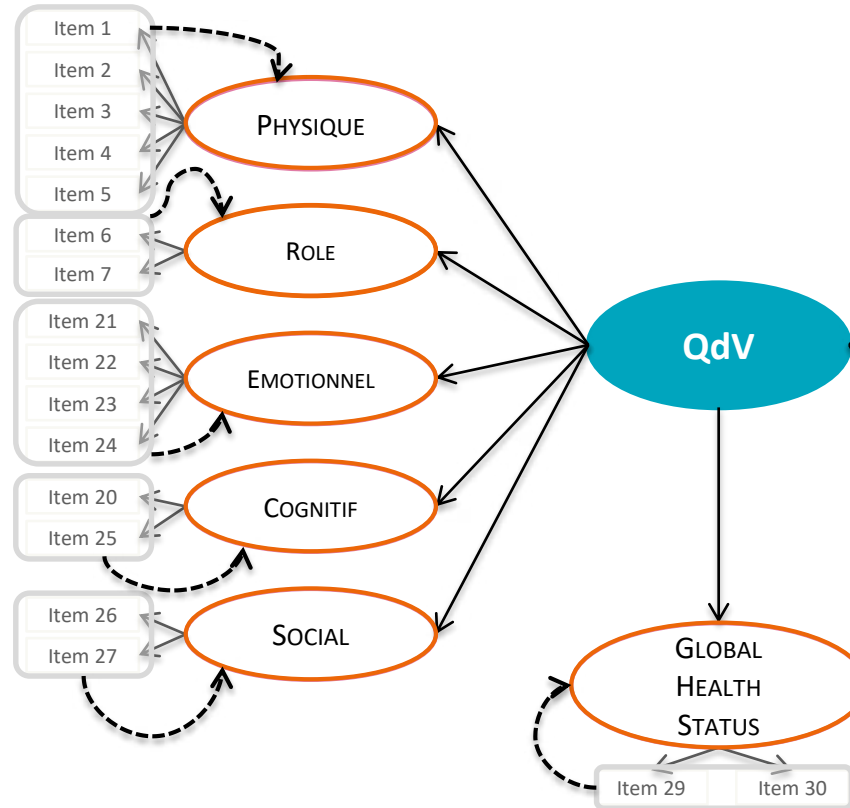 Item 1
Item 2
Item 3
Item 4
Item 5
PHYSIQUE
Item 6
Item 7
ROLE
Item 21
Item 22
Item 23
Item 24
EMOTIONNEL
QdV
Item 20
Item 25
COGNITIF
Item 26
Item 27
SOCIAL
GLOBAL
HEALTH
STATUS
Item 29
Item 30